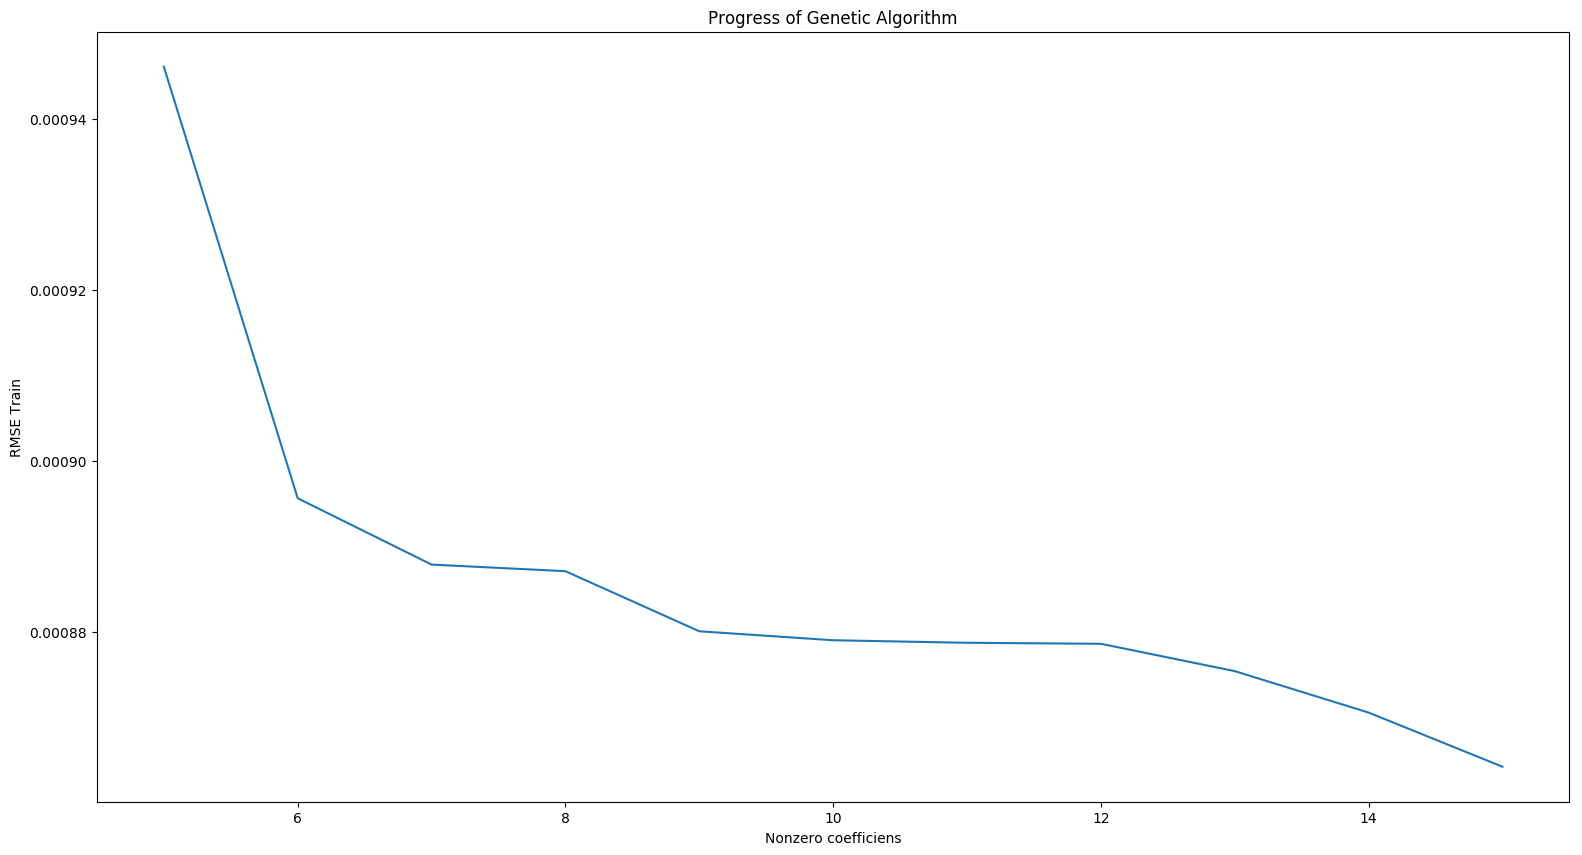 Progress of Genetic Algorithm
0.00094
0.00092
0.00090
0.00088
RMSE Train
6 8 10 12 14
Nonzero coefficiens